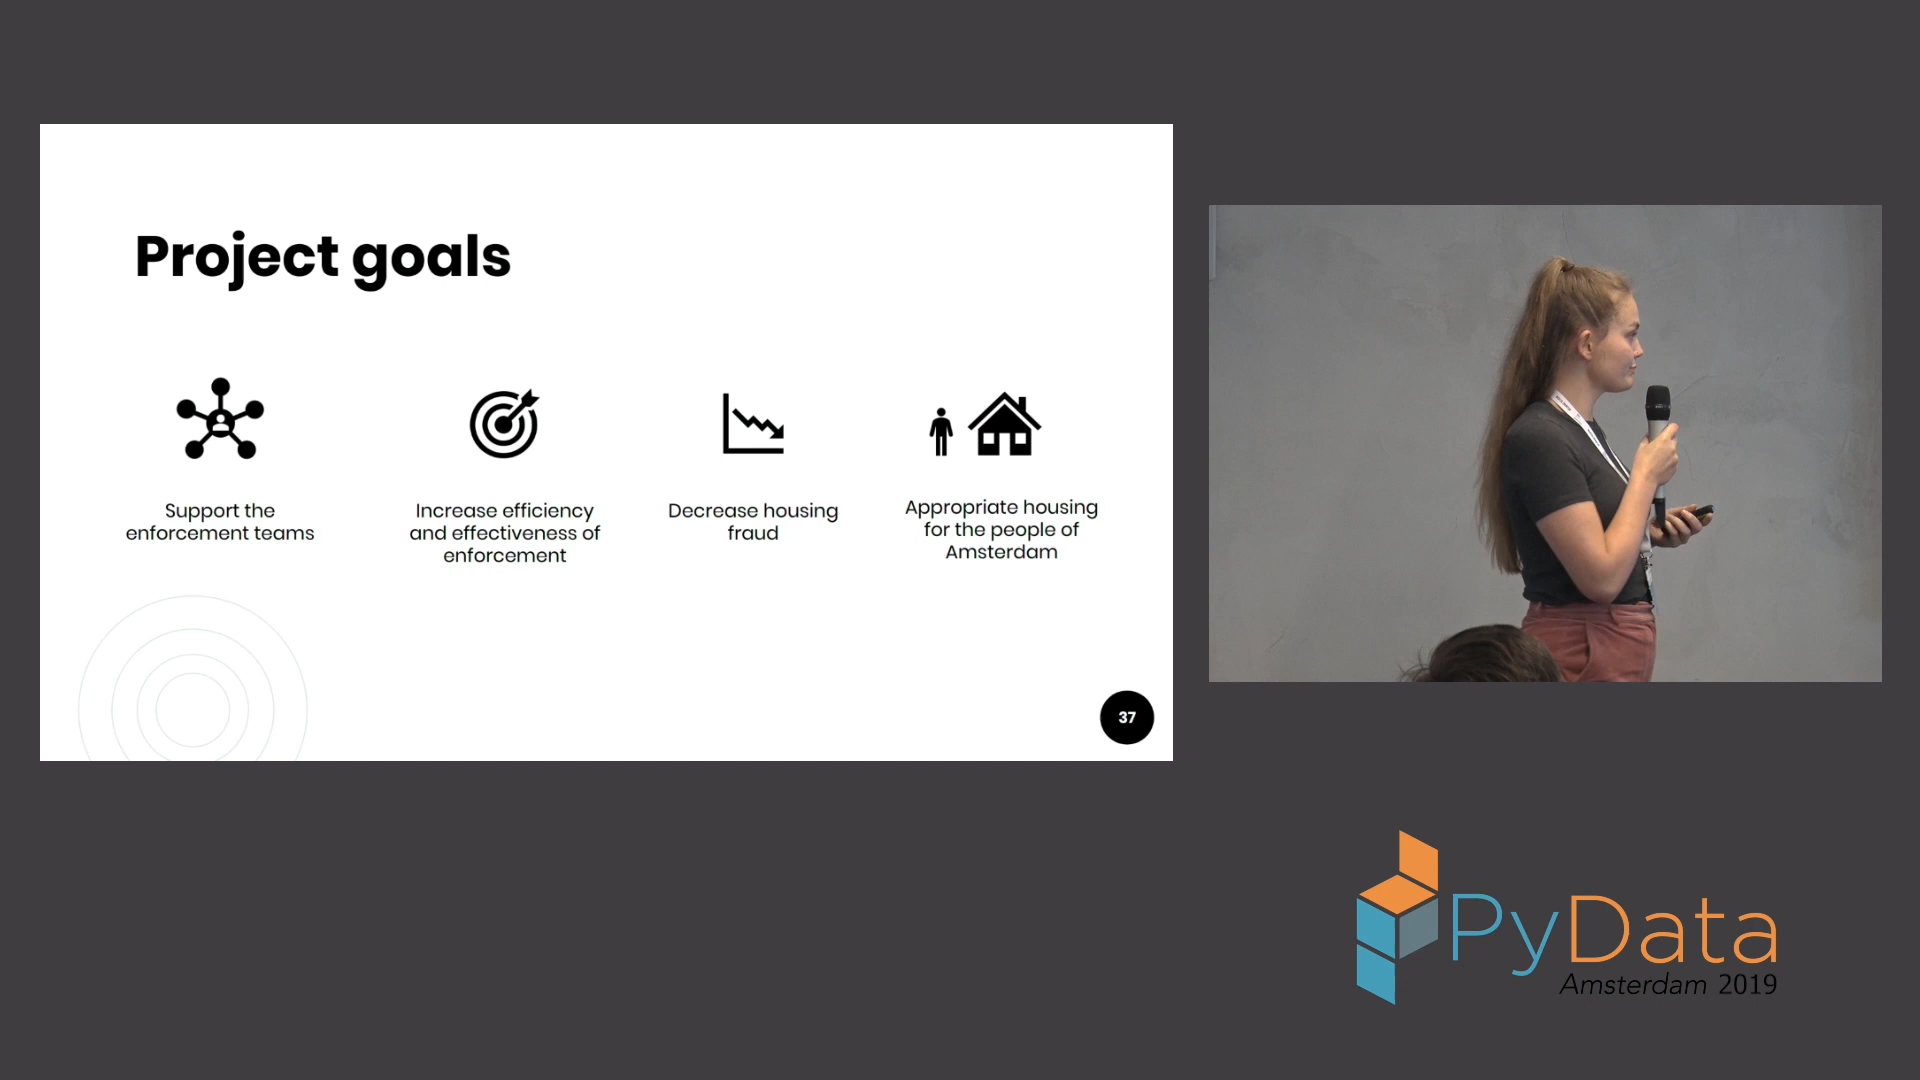 Project goals
Support the
enforcement teams
Increase efficiency
and effectiveness of
enforcement
Decrease housing
fraud
Appropriate housing
for the people of
Amsterdam
37
PyData
Amsterdam 2019